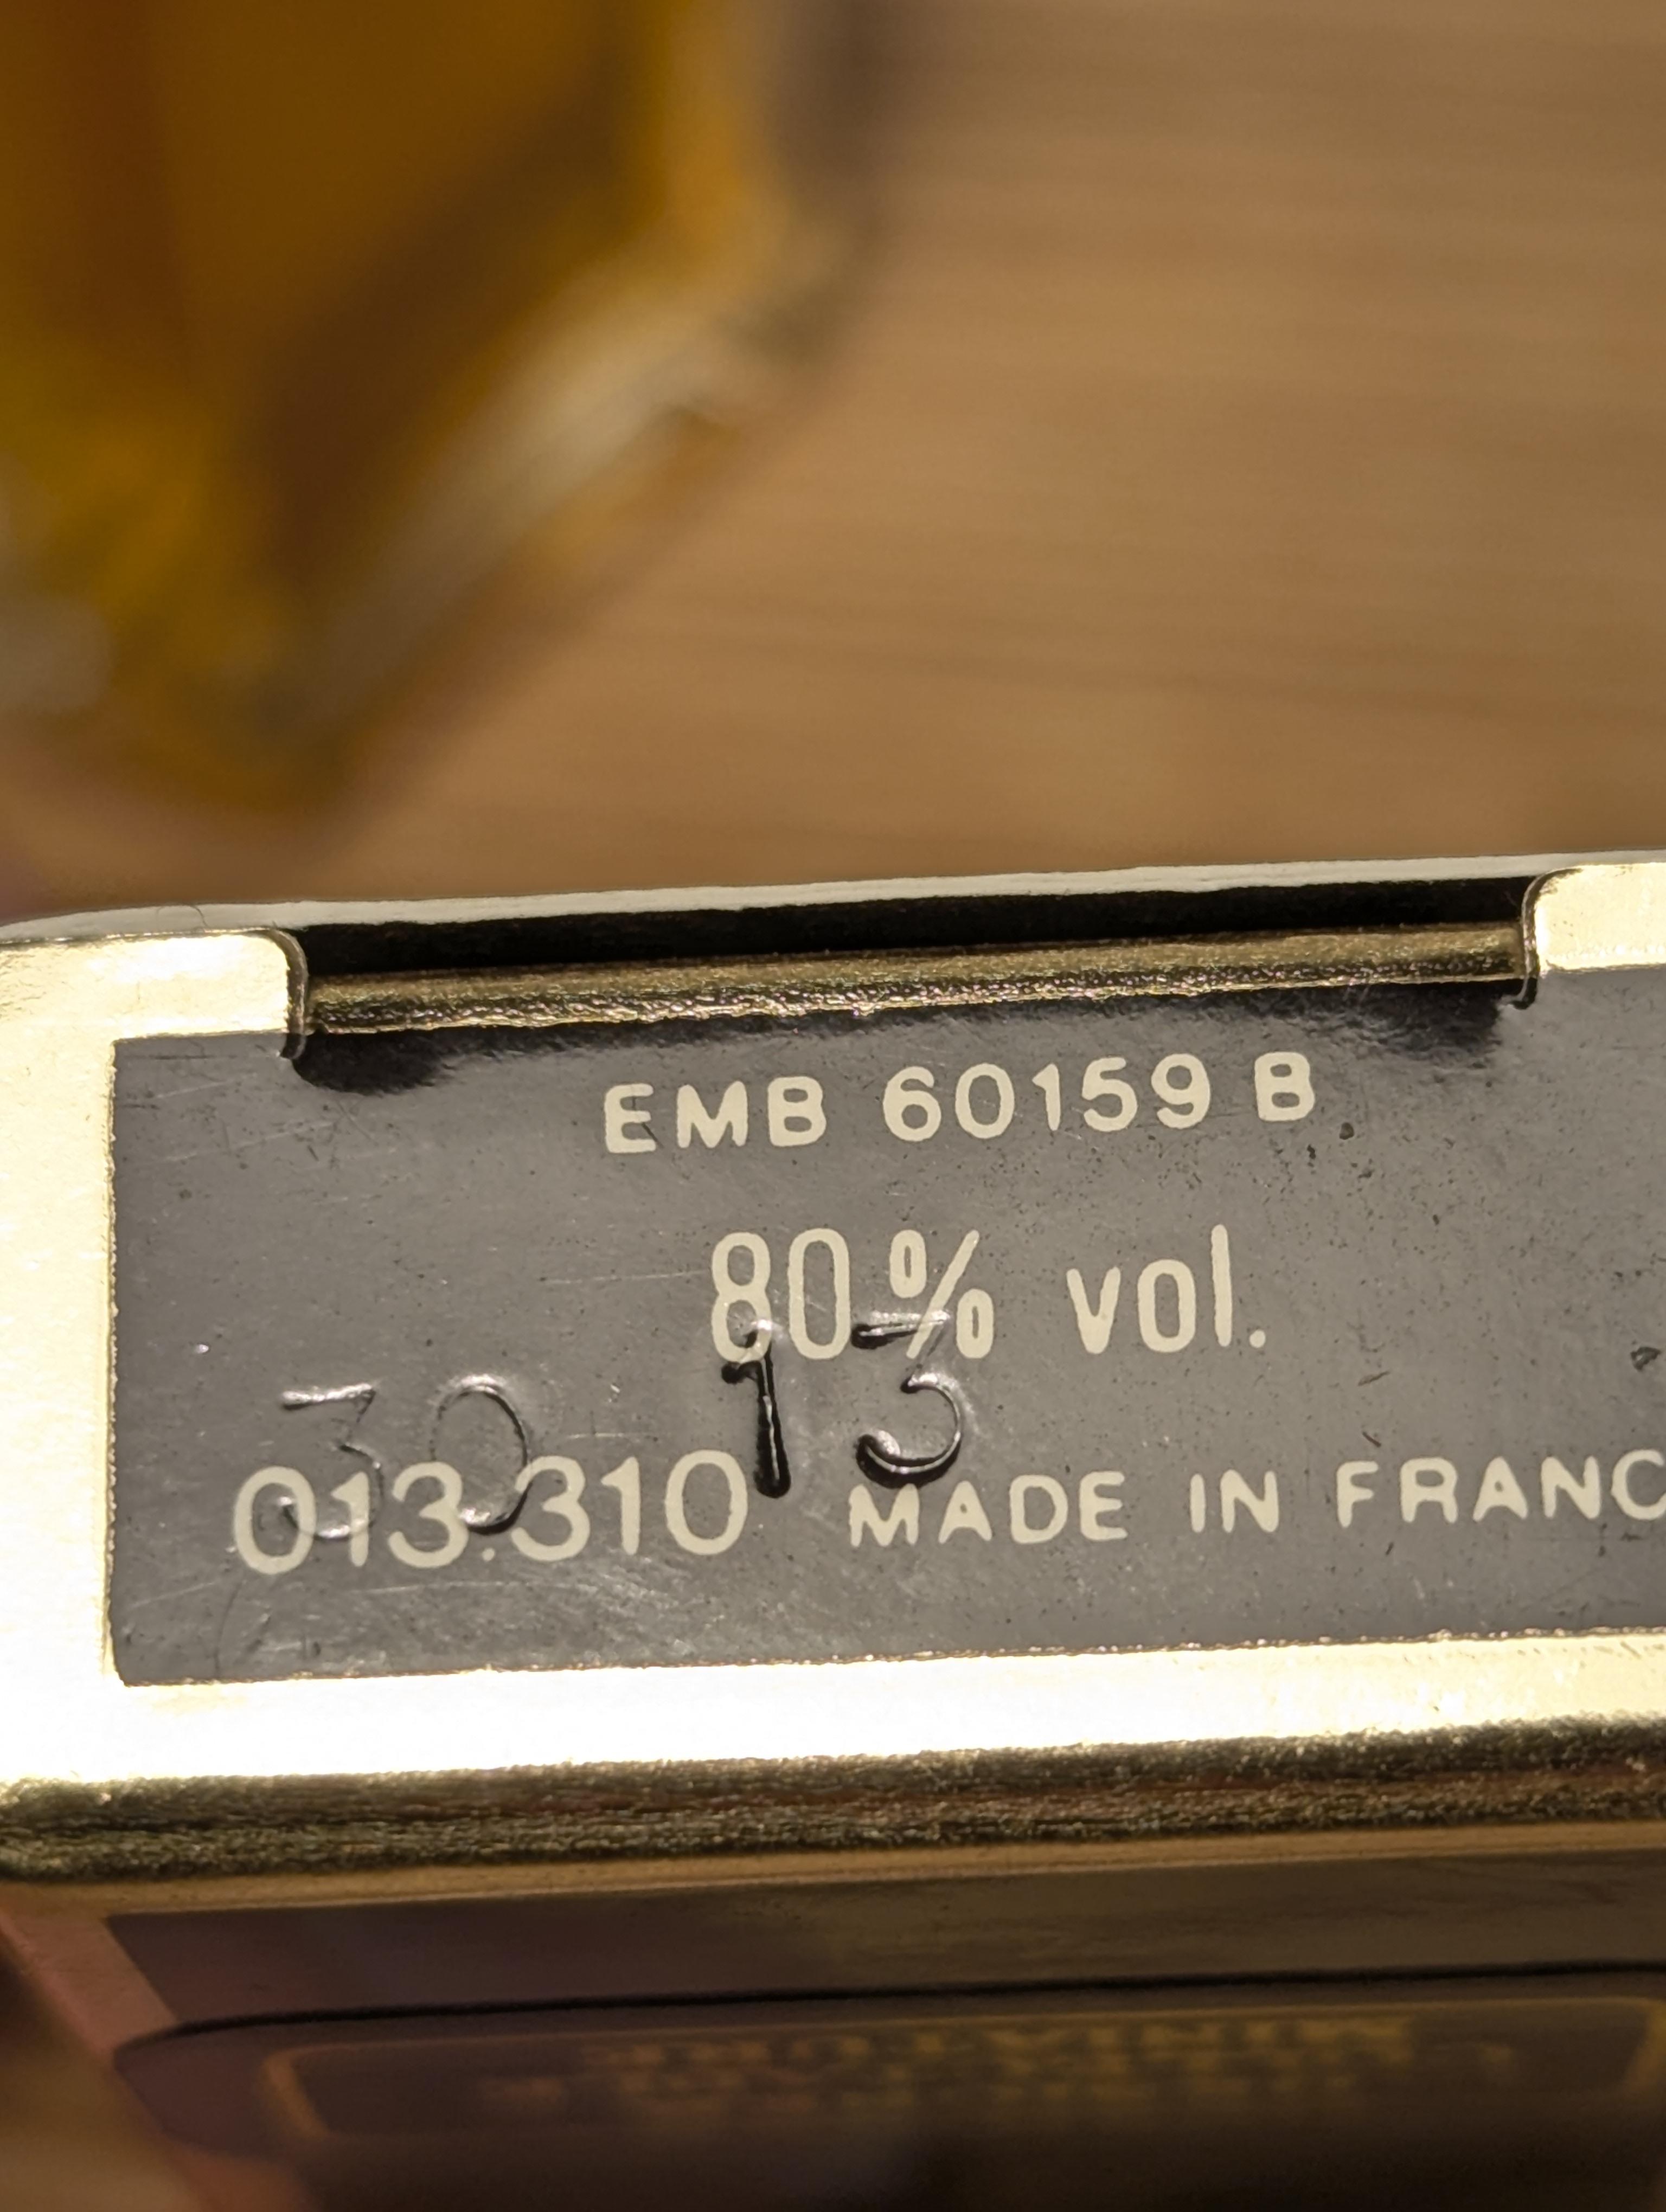 EMB 60159 B
80% vol.
30 13
013.310 MADE IN FRANC